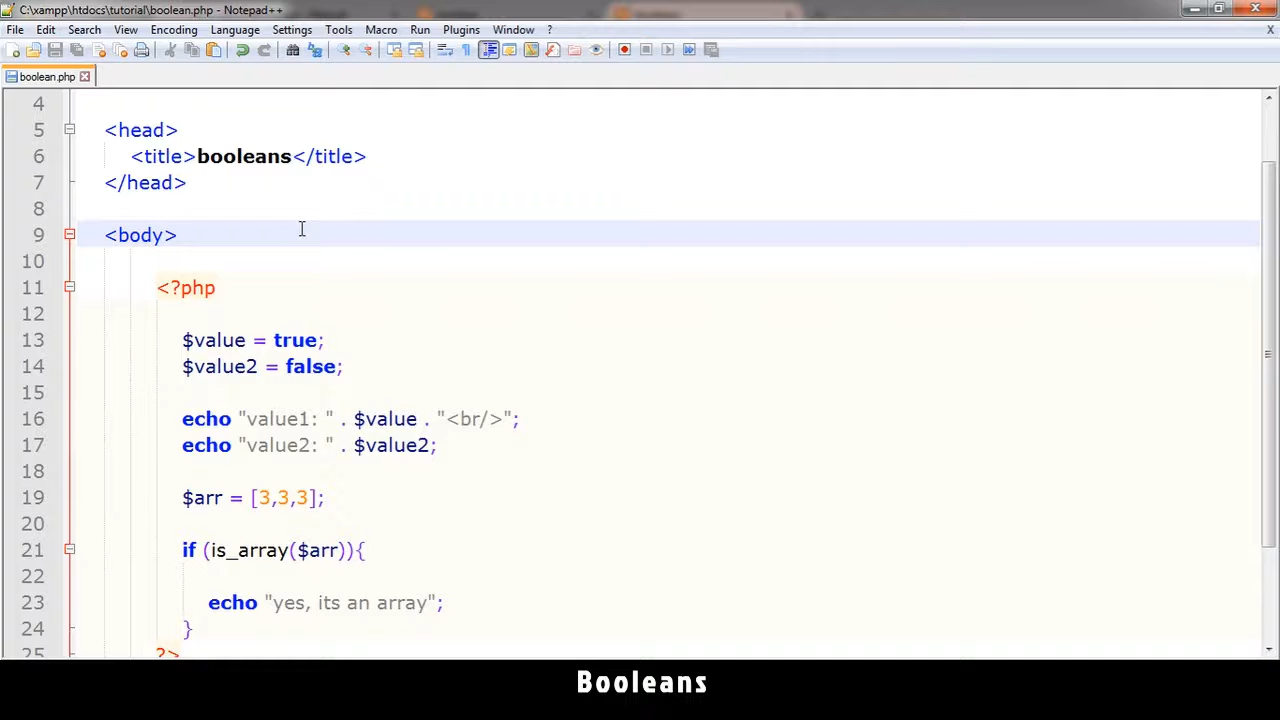 C:\xampp\htdocs\tutorial\boolean.php - Notepad++
File Edit Search View Encoding Language Settings Tools Macro Run Plugins Window ? X
boolean.php
4
5 <head>
6 <title>booleans</title>
7 </head>
8
9 <body>
10
11 <?php
12
13 $value = true;
14 $value2 = false;
15
16 echo "value1: " . $value . "<br/>";
17 echo "value2: " . $value2;
18
19 $arr = [3,3,3];
20
21 if (is_array($arr)){
22
23 echo "yes, its an array";
24 }
25 ?>
Booleans